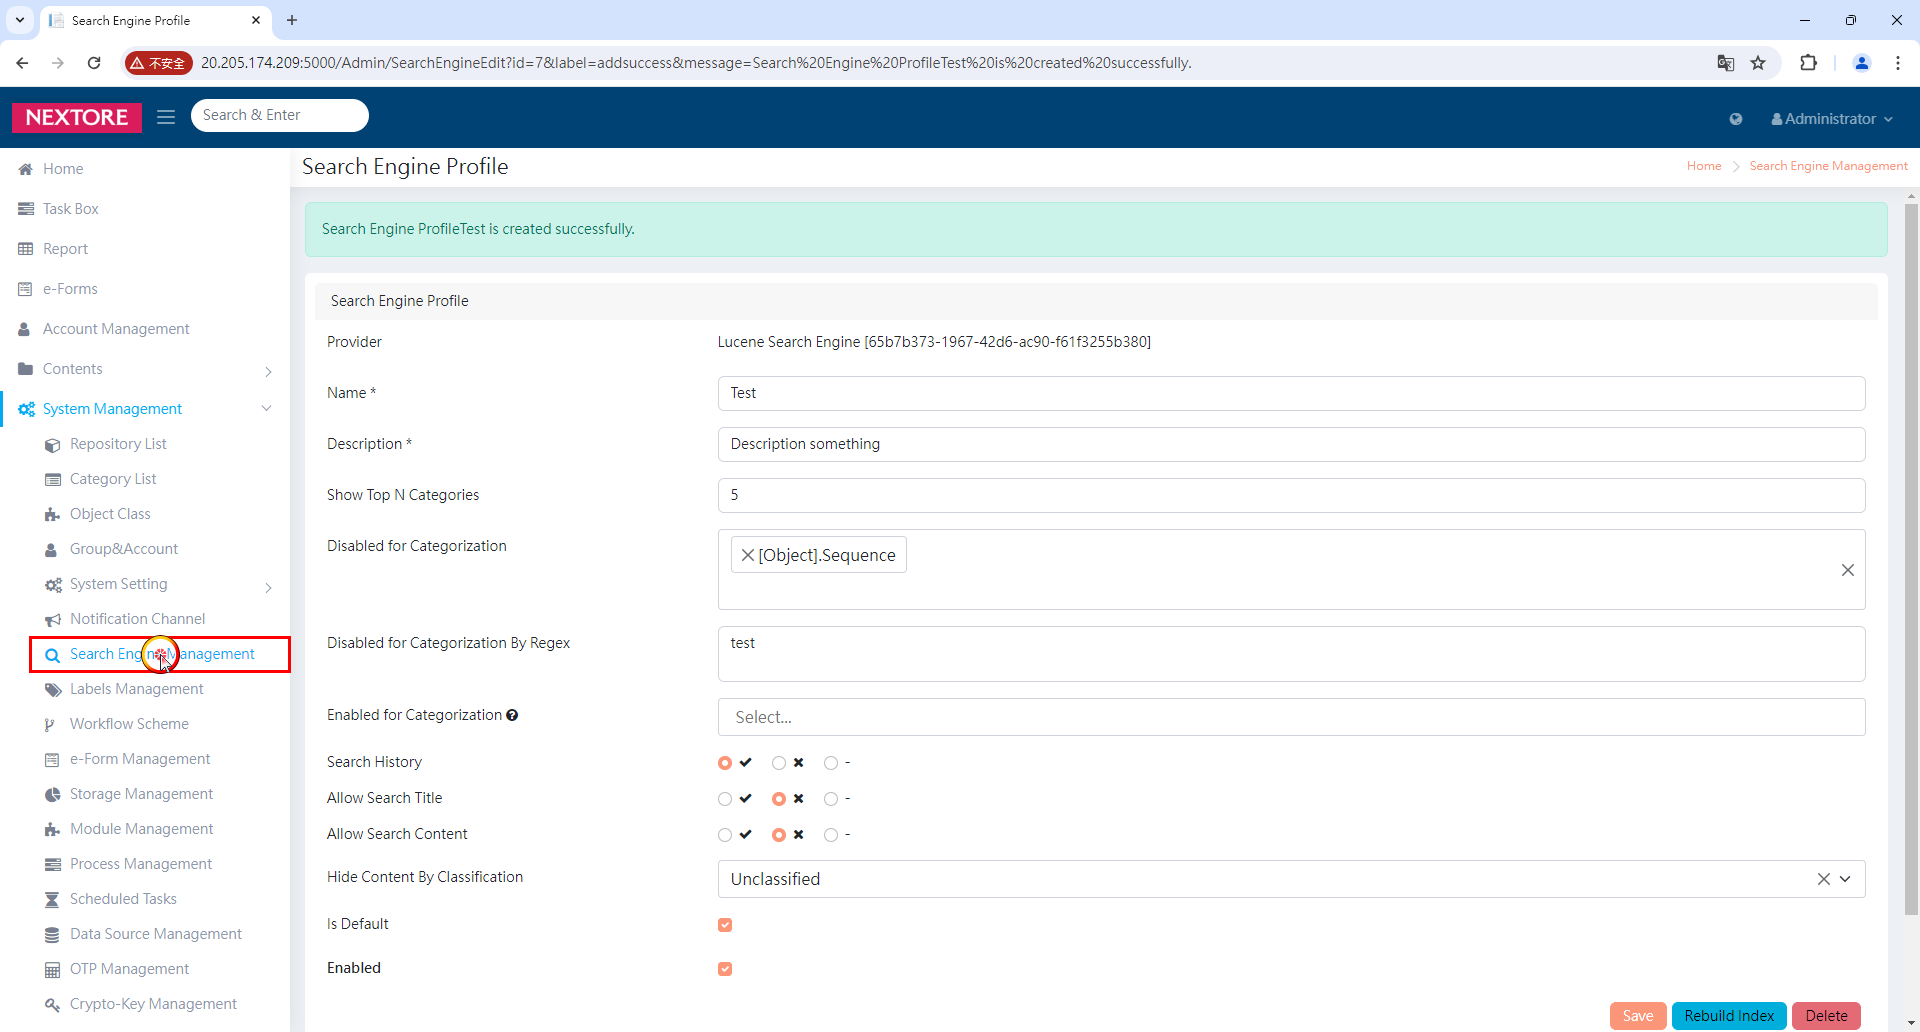 Search Engine Profile
不安全
20.205.174.209:5000/Admin/SearchEngineEdit?id=7&label=addsuccess&message=Search%20Engine%20ProfileTest%20is%20created%20successfully.
NEXTORE
Search & Enter
Administrator
Home
Task Box
Report
e-Forms
Account Management
Contents
System Management
Repository List
Category List
Object Class
Group&Account
System Setting
Notification Channel
Search Engine Management
Labels Management
Workflow Scheme
e-Form Management
Storage Management
Module Management
Process Management
Scheduled Tasks
Data Source Management
OTP Management
Crypto-Key Management
Search Engine Profile
Home > Search Engine Management
Search Engine ProfileTest is created successfully.
Search Engine Profile
Provider Lucene Search Engine [65b7b373-1967-42d6-ac90-f61f3255b380]
Name * Test
Description * Description something
Show Top N Categories 5
Disabled for Categorization [Object].Sequence
Disabled for Categorization By Regex test
Enabled for Categorization Select...
Search History -
Allow Search Title -
Allow Search Content -
Hide Content By Classification Unclassified
Is Default
Enabled
Save Rebuild Index Delete